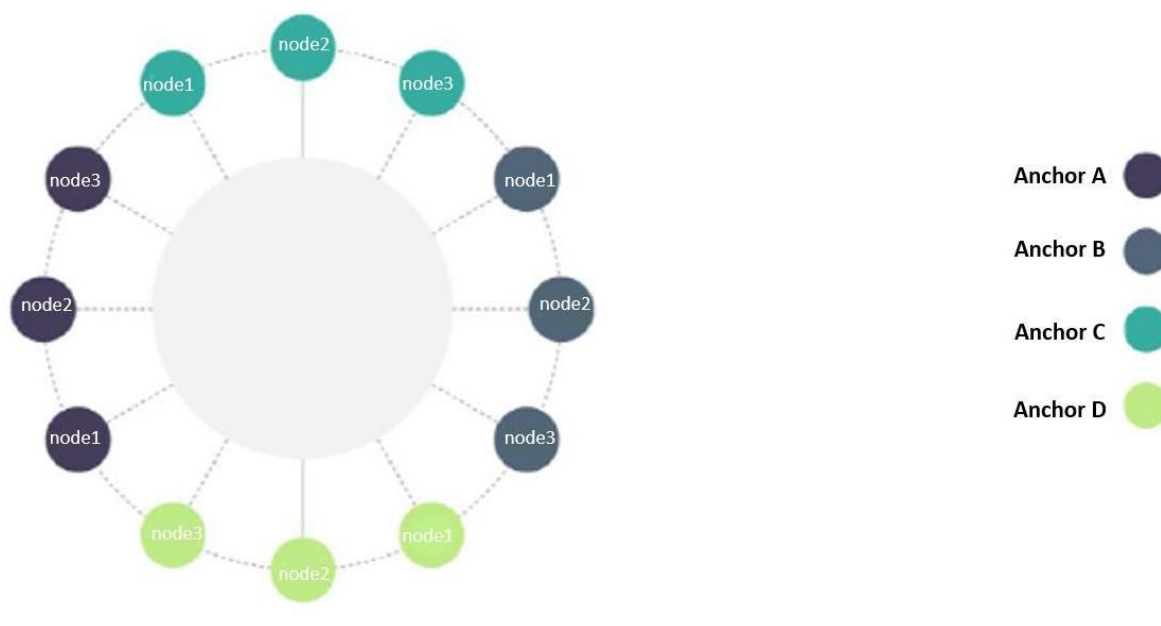 node2
node1
node3
node3
node1
node2
node2
node1
node3
node3
node1
node2
Anchor A
Anchor B
Anchor C
Anchor D